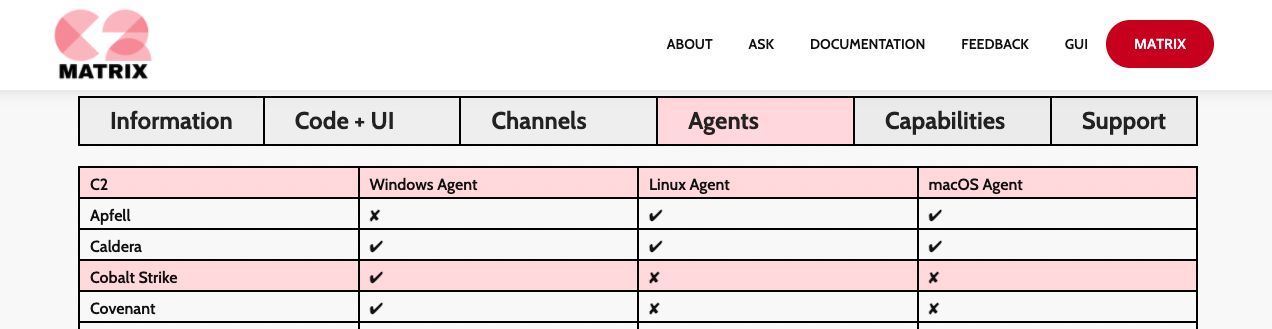 C2
MATRIX
ABOUT ASK DOCUMENTATION FEEDBACK GUI MATRIX
Information Code + UI Channels Agents Capabilities Support
C2 Windows Agent Linux Agent macOS Agent
Apfell ✘ ✔ ✔
Caldera ✔ ✔ ✔
Cobalt Strike ✔ ✘ ✘
Covenant ✔ ✘ ✘